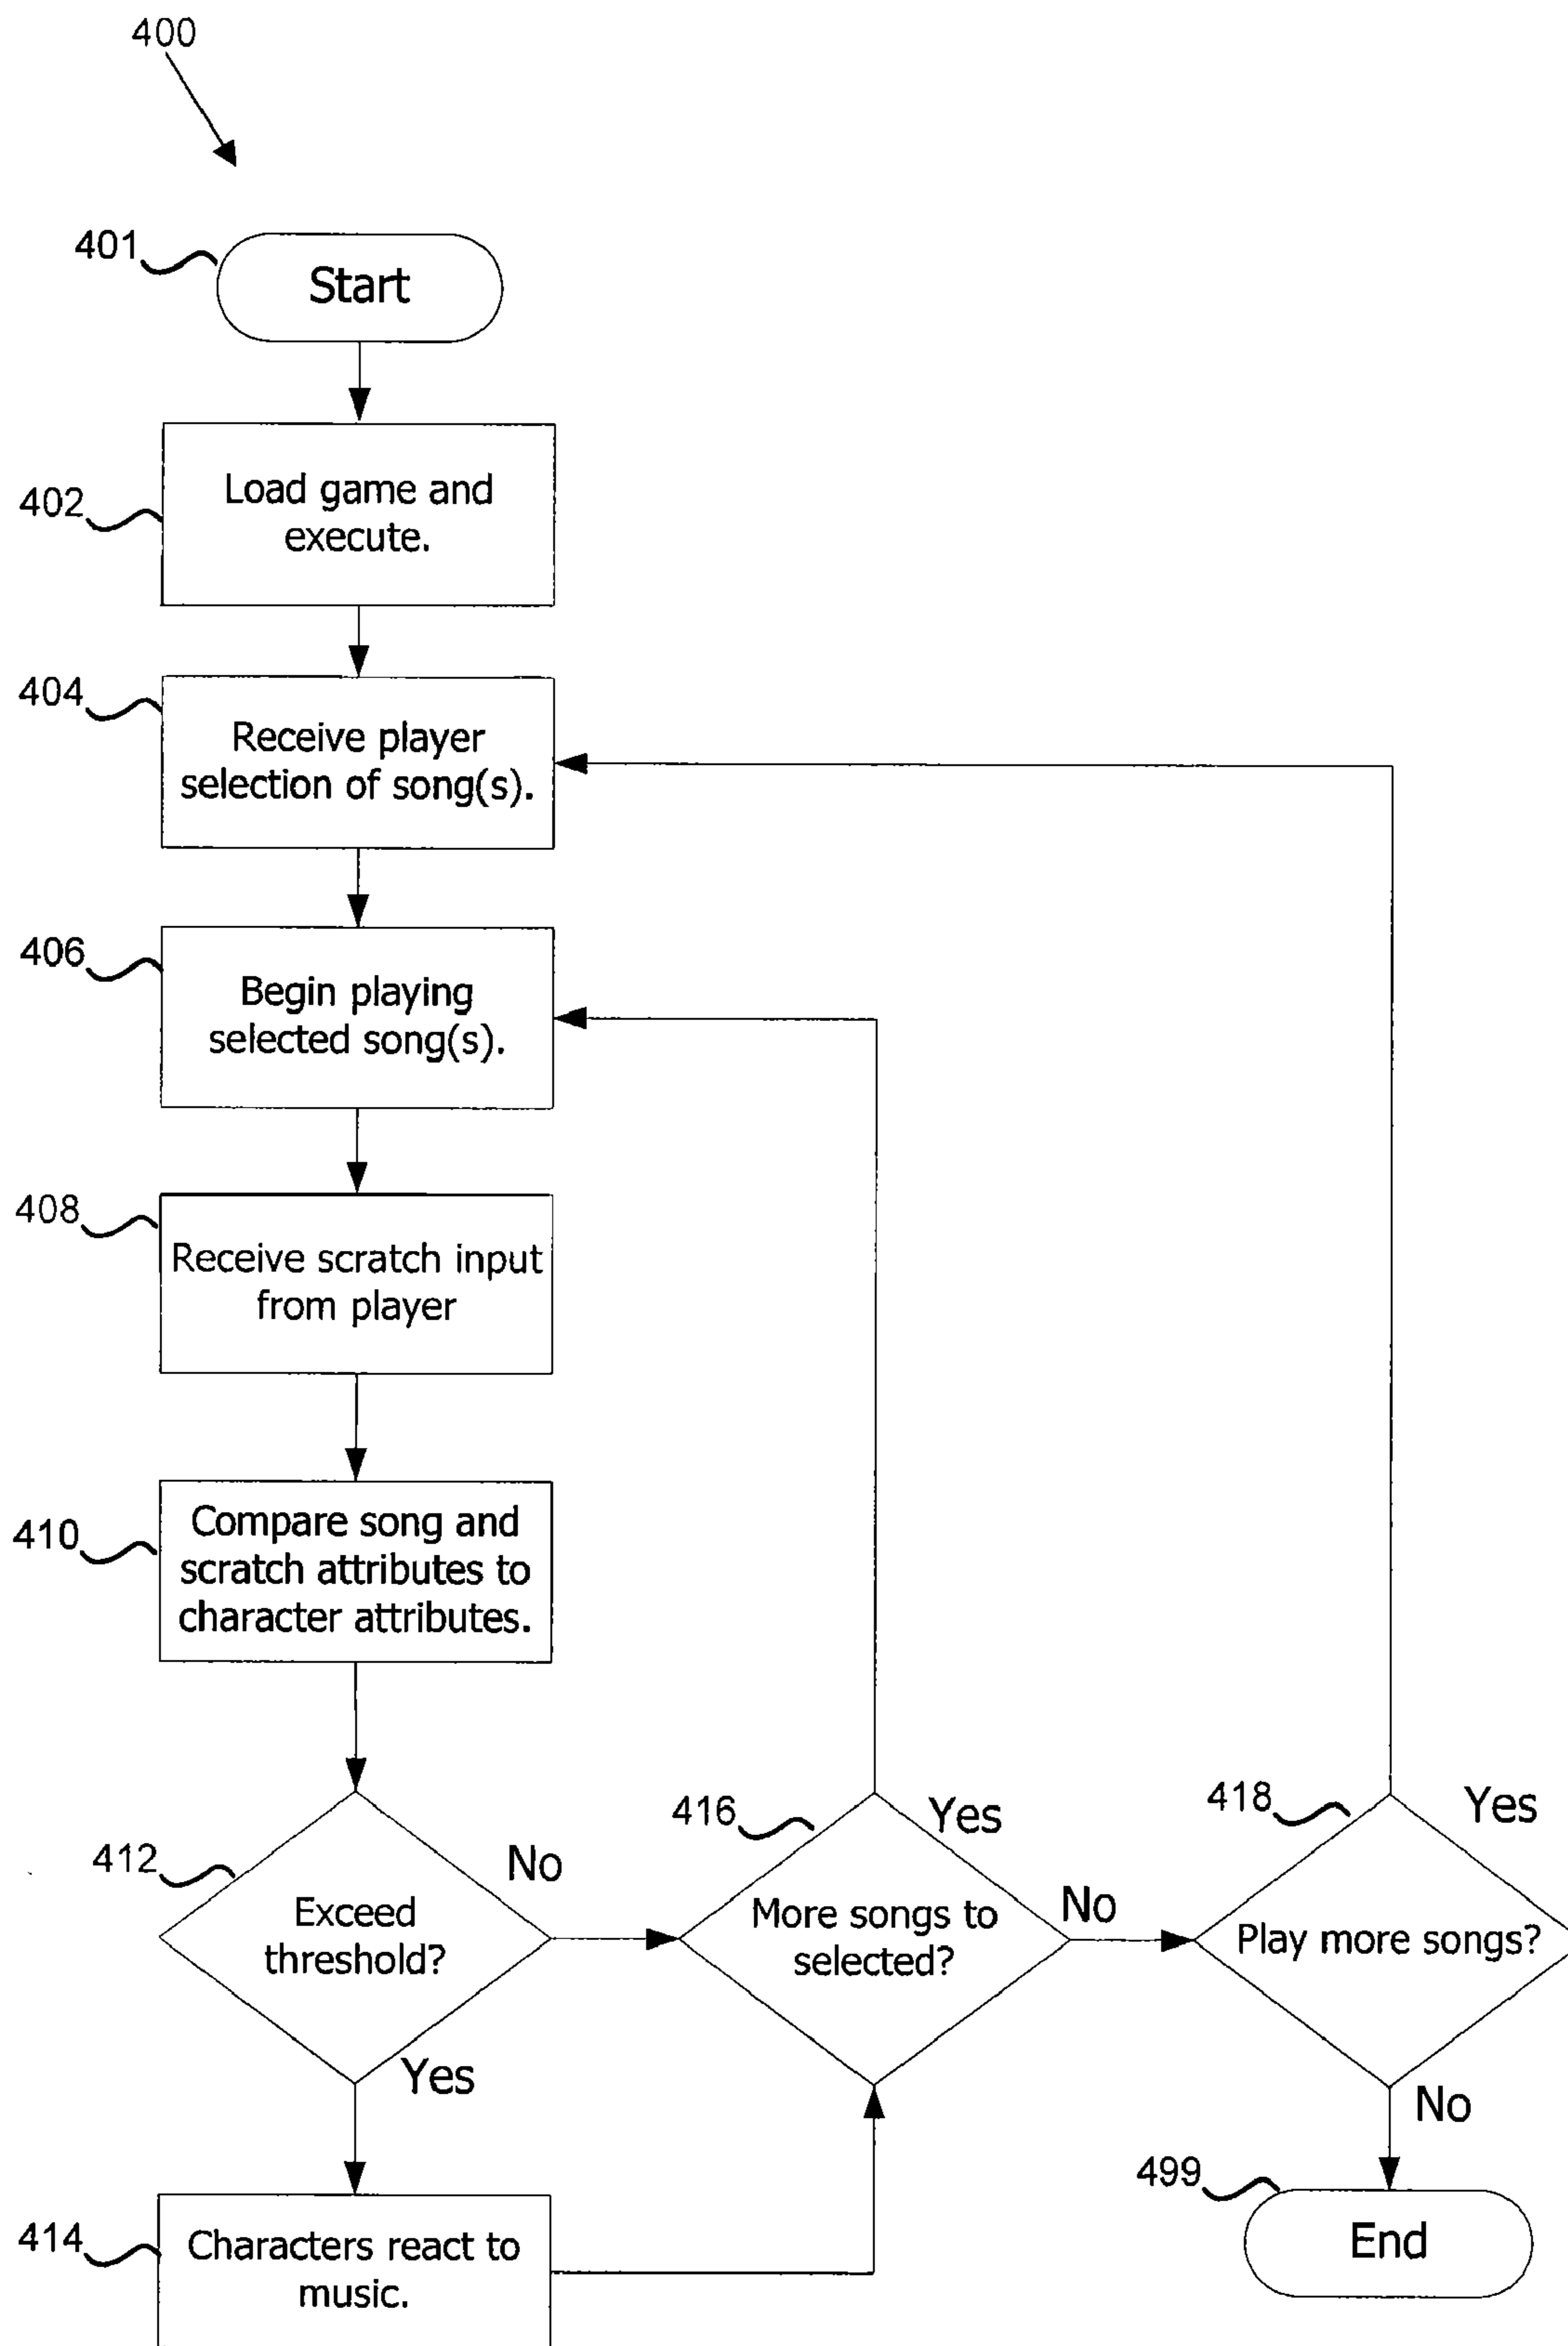 400
401
Start
402
Load game and
execute.
404
Receive player
selection of song(s).
406
Begin playing
selected song(s).
408
Receive scratch input
from player
410
Compare song and
scratch attributes to
character attributes.
412
Exceed
threshold?
No
Yes
416
More songs to
selected?
Yes
No
418
Play more songs?
Yes
No
414
Characters react to
music.
499
End